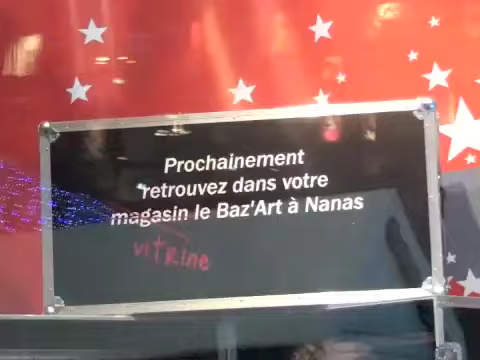 Prochainement
retrouvez dans votre
magasin le Baz'Art à Nanas
vitrine